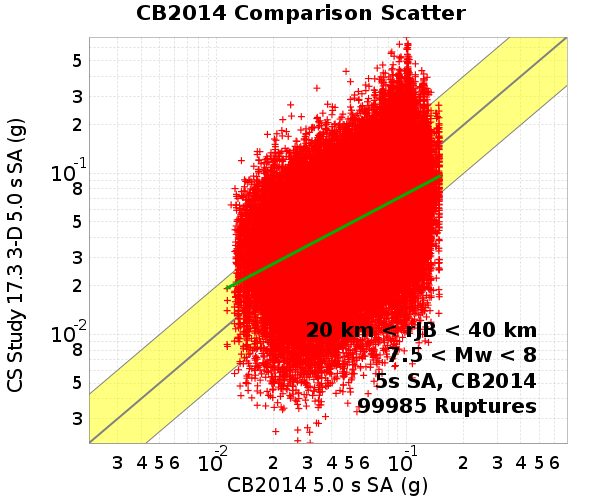 CB2014 Comparison Scatter
CS Study 17.3 3-D 5.0 s SA (g)
5
3
2
10^-1
8
5
3
2
10^-2
8
5
3
20 km < rJB < 40 km
7.5 < Mw < 8
5s SA, CB2014
99985 Ruptures
3 4 5 6 10^-2 2 3 4 5 6 10^-1 2 3 4 5 6
CB2014 5.0 s SA (g)